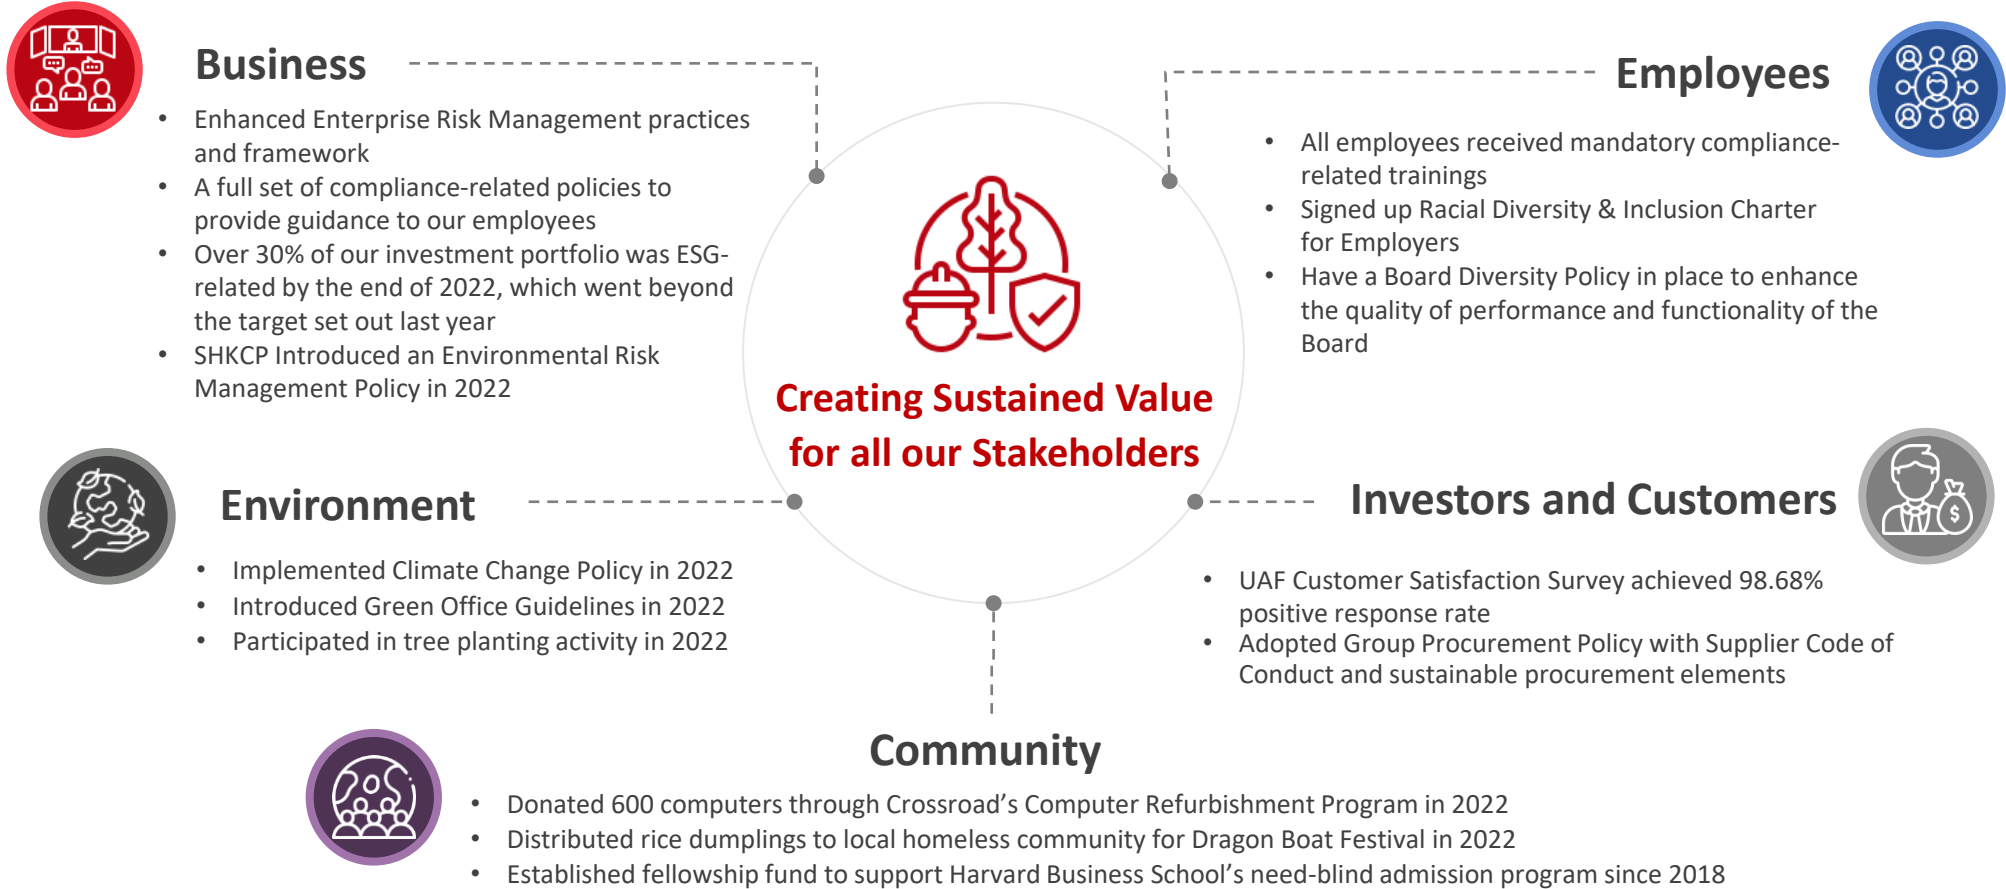 Business
• Enhanced Enterprise Risk Management practices
and framework
• A full set of compliance-related policies to
provide guidance to our employees
• Over 30% of our investment portfolio was ESG-
related by the end of 2022, which went beyond
the target set out last year
• SHKCP Introduced an Environmental Risk
Management Policy in 2022
Employees
• All employees received mandatory compliance-
related trainings
• Signed up Racial Diversity & Inclusion Charter
for Employers
• Have a Board Diversity Policy in place to enhance
the quality of performance and functionality of the
Board
Creating Sustained Value
for all our Stakeholders
Environment
• Implemented Climate Change Policy in 2022
• Introduced Green Office Guidelines in 2022
• Participated in tree planting activity in 2022
Investors and Customers
$
• UAF Customer Satisfaction Survey achieved 98.68%
positive response rate
• Adopted Group Procurement Policy with Supplier Code of
Conduct and sustainable procurement elements
Community
• Donated 600 computers through Crossroad's Computer Refurbishment Program in 2022
• Distributed rice dumplings to local homeless community for Dragon Boat Festival in 2022
• Established fellowship fund to support Harvard Business School's need-blind admission program since 2018